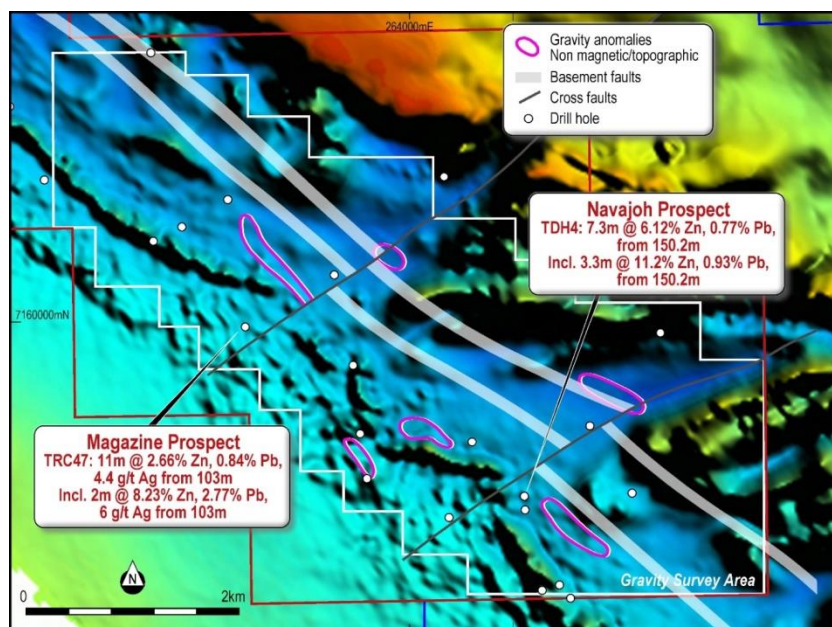 264000mE
Gravity anomalies
Non magnetic/topographic
Basement faults
Cross faults
Drill hole
Navajoh Prospect
TDH4: 7.3m @ 6.12% Zn, 0.77% Pb,
from 150.2m
Incl. 3.3m @ 11.2% Zn, 0.93% Pb,
from 150.2m
7160000mN
Magazine Prospect
TRC47: 11m @ 2.66% Zn, 0.84% Pb,
4.4 g/t Ag from 103m
Incl. 2m @ 8.23% Zn, 2.77% Pb,
6 g/t Ag from 103m
Gravity Survey Area
N
0 2km